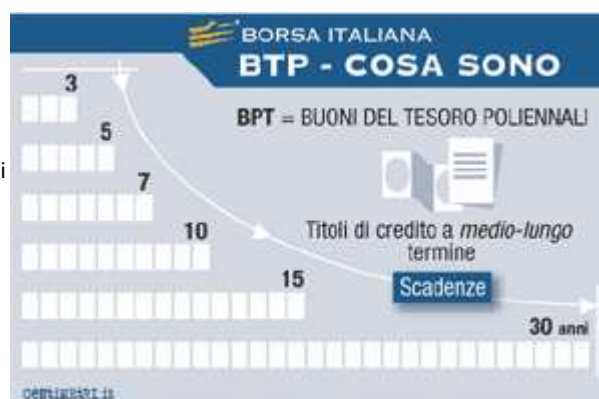 BORSA ITALIANA
BTP - COSA SONO
3
BPT = BUONI DEL TESORO POLIENNALI
5
i
7
10
Titoli di credito a medio-lungo
termine
15
Scadenze
30 anni